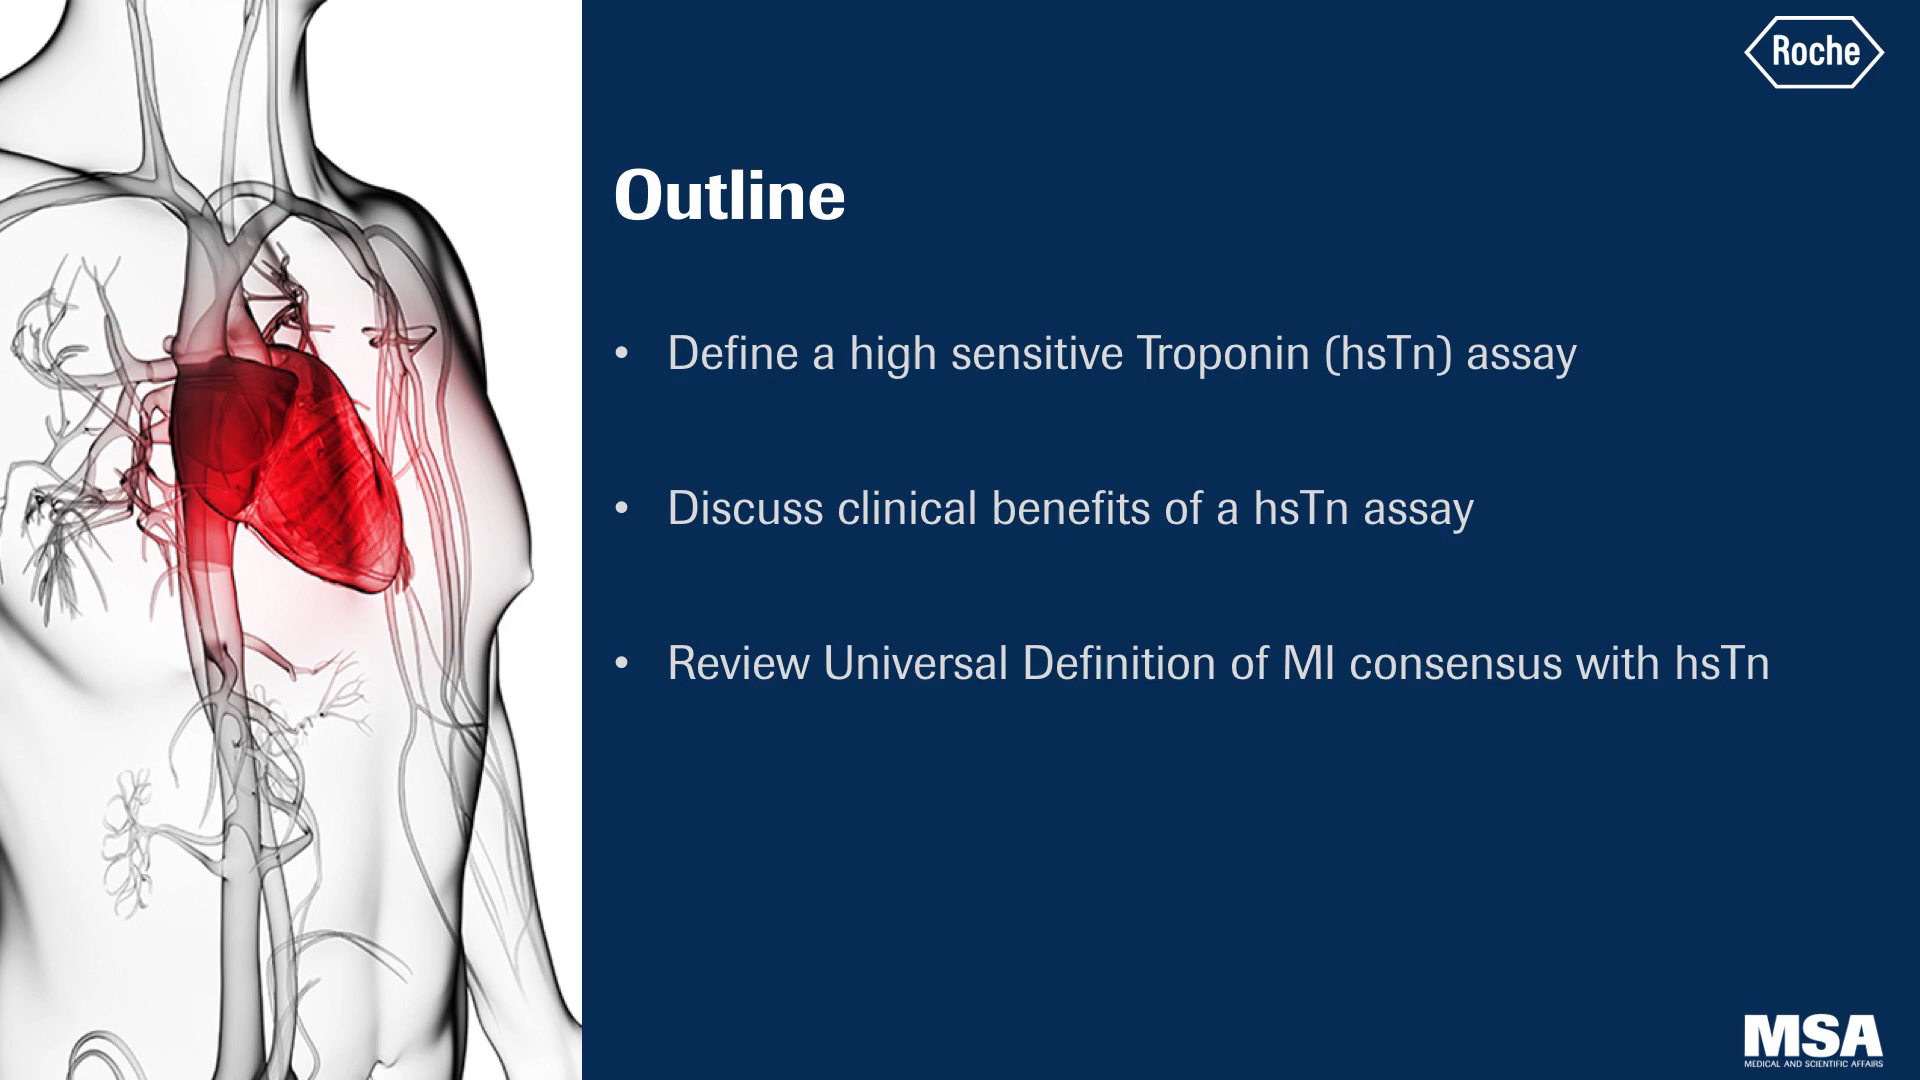 Roche
Outline
• Define a high sensitive Troponin (hsTn) assay
• Discuss clinical benefits of a hsTn assay
• Review Universal Definition of MI consensus with hsTn
MSA
MEDICAL AND SCIENTIFIC AFFAIRS